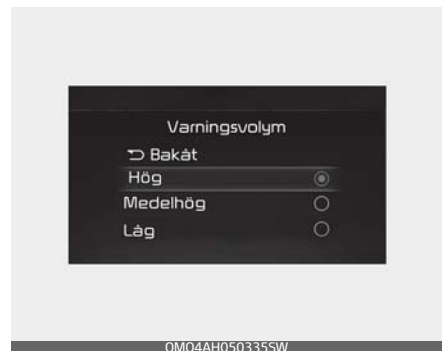 Varningsvolym
Bakåt
Hög
Medelhög
Låg
OMQ4AH050335SW